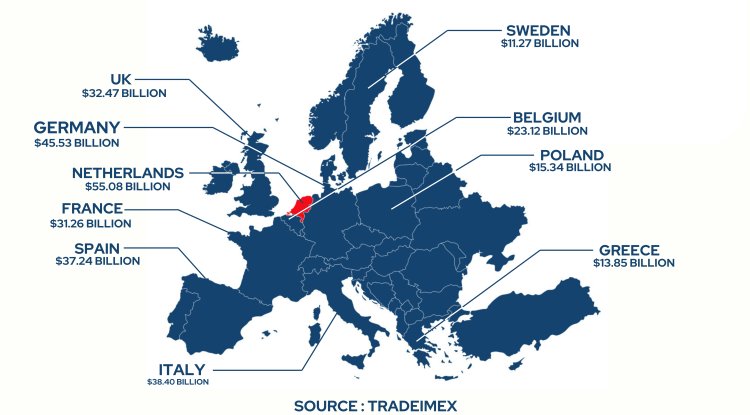 SWEDEN
$11.27 BILLION
UK
$32.47 BILLION
BELGIUM
$23.12 BILLION
GERMANY
$45.53 BILLION
POLAND
$15.34 BILLION
NETHERLANDS
$55.08 BILLION
FRANCE
$31.26 BILLION
SPAIN
$37.24 BILLION
GREECE
$13.85 BILLION
ITALY
$38.40 BILLION
SOURCE : TRADEIMEX